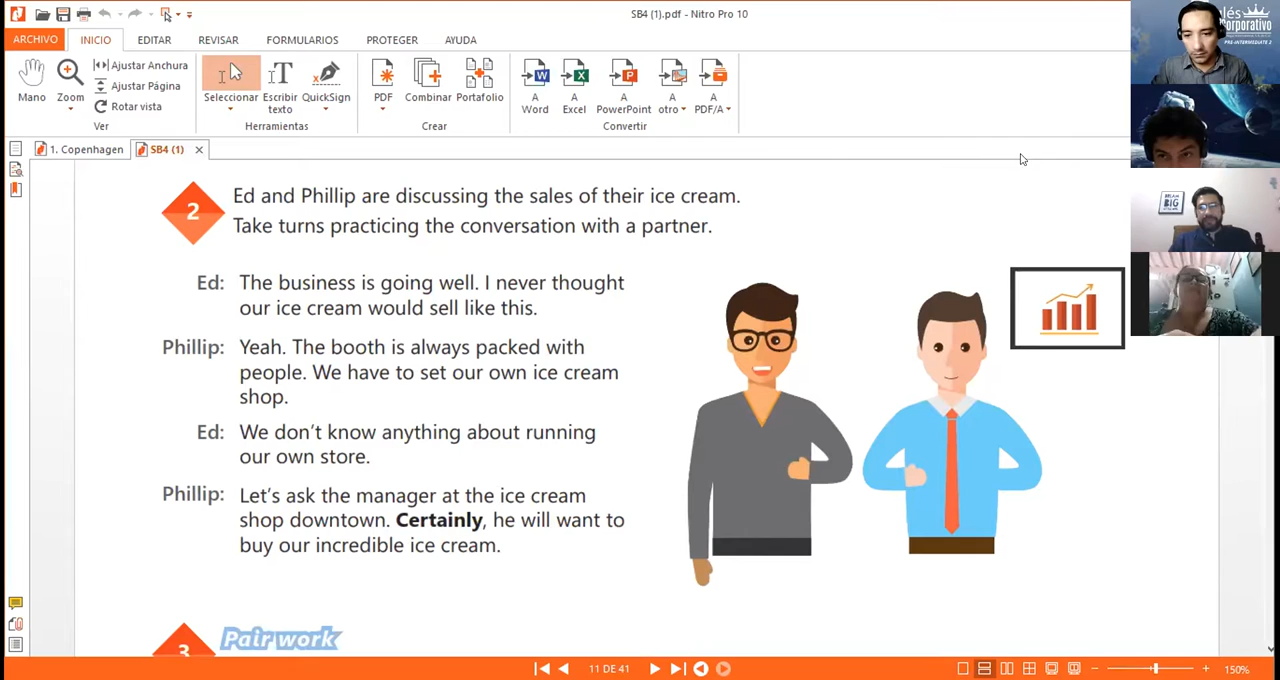 SB4 (1).pdf - Nitro Pro 10
ARCHIVO INICIO EDITAR REVISAR FORMULARIOS PROTEGER AYUDA
Mano
Zoom
Ajustar Anchura
Ajustar Página
Rotar vista
Ver
Seleccionar
Escribir
texto
QuickSign
Herramientas
PDF
Combinar
Portafolio
Crear
A
Word
A
Excel
A
PowerPoint
A
otro
A
PDF/A
Convertir
1. Copenhagen
SB4 (1)
2
Ed and Phillip are discussing the sales of their ice cream.
Take turns practicing the conversation with a partner.
Ed: The business is going well. I never thought
our ice cream would sell like this.
Phillip: Yeah. The booth is always packed with
people. We have to set our own ice cream
shop.
Ed: We don't know anything about running
our own store.
Phillip: Let's ask the manager at the ice cream
shop downtown. Certainly, he will want to
buy our incredible ice cream.
3
Pair work
11 DE 41
150%
PRE-INTERMEDIATE 2
BIG